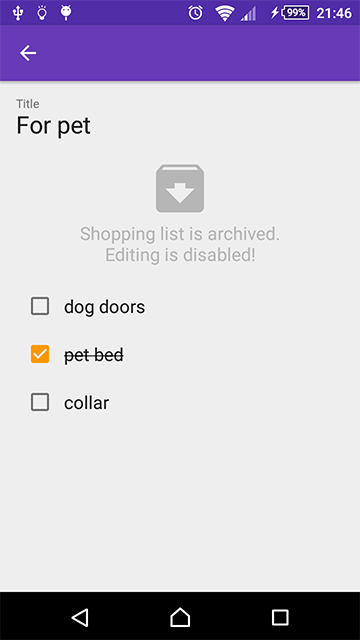 99% 21:46
Title
For pet
Shopping list is archived.
Editing is disabled!
dog doors
pet bed
collar